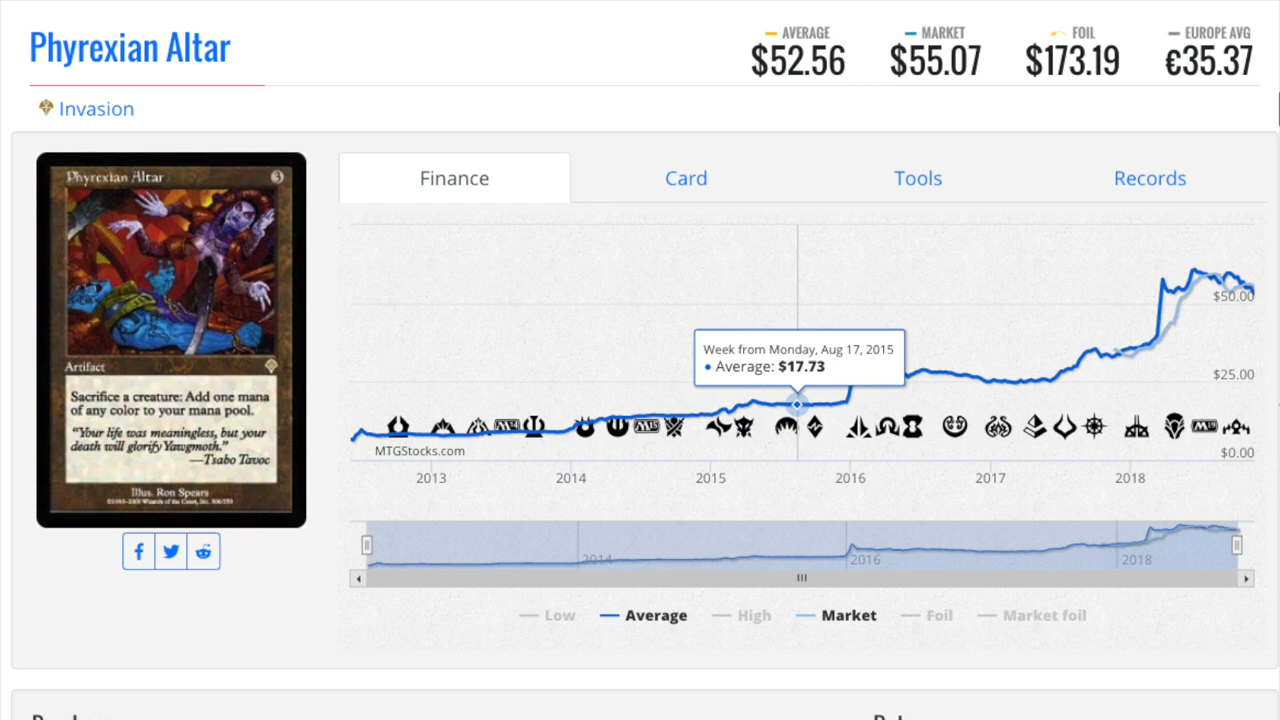 Phyrexian Altar
AVERAGE
$52.56
MARKET
$55.07
FOIL
$173.19
EUROPE AVG
€35.37
Invasion
Phyrexian Altar 3
Artifact
Sacrifice a creature: Add one mana
of any color to your mana pool.
"Your life was meaningless, but your
death will glorify Yawgmoth."
—Tsabo Tavoc
Illus. Ron Spears
Finance
Card
Tools
Records
Week from Monday, Aug 17, 2015
Average: $17.73
$50.00
$25.00
$0.00
MTGStocks.com
2013 2014 2015 2016 2017 2018
2014 2016 2018
Low Average High Market Foil Market foil